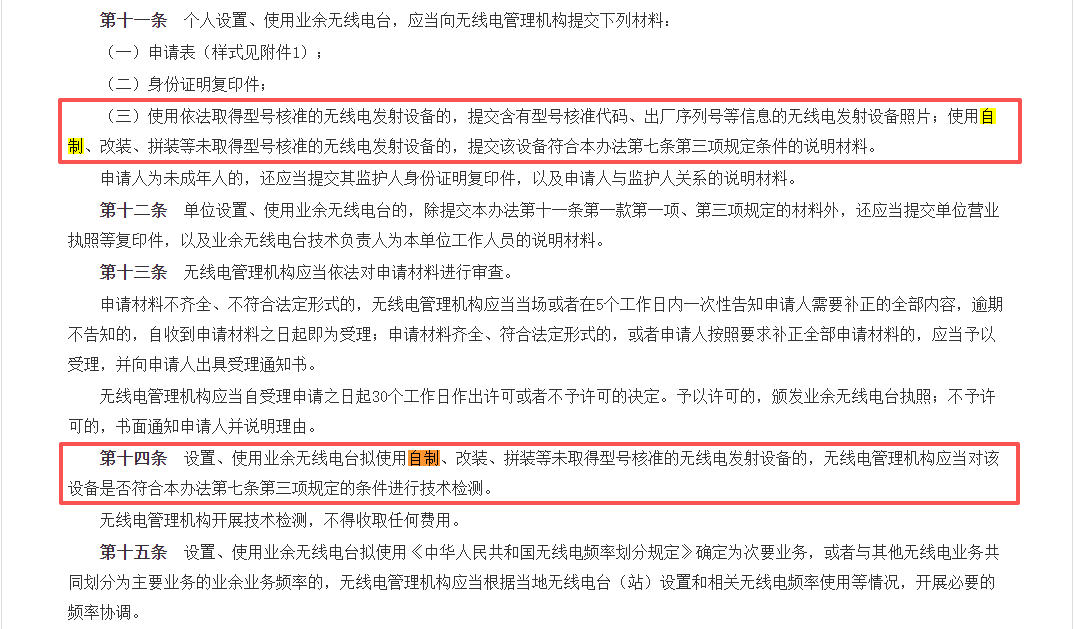 第十一条 个人设置、使用业余无线电台，应当向无线电管理机构提交下列材料：
（一）申请表（样式见附件1）；
（二）身份证明复印件；
（三）使用依法取得型号核准的无线电发射设备的，提交含有型号核准代码、出厂序列号等信息的无线电发射设备照片；使用自
制、改装、拼装等未取得型号核准的无线电发射设备的，提交该设备符合本办法第七条第三项规定条件的说明材料。
申请人为未成年人的，还应当提交其监护人身份证明复印件，以及申请人与监护人关系的说明材料。
第十二条 单位设置、使用业余无线电台的，除提交本办法第十一条第一款第一项、第三项规定的材料外，还应当提交单位营业
执照等复印件，以及业余无线电台技术负责人为本单位工作人员的说明材料。
第十三条 无线电管理机构应当依法对申请材料进行审查。
申请材料不齐全、不符合法定形式的，无线电管理机构应当当场或者在5个工作日内一次性告知申请人需要补正的全部内容，逾期
不告知的，自收到申请材料之日起即为受理；申请材料齐全、符合法定形式的，或者申请人按照要求补正全部申请材料的，应当予以
受理，并向申请人出具受理通知书。
无线电管理机构应当自受理申请之日起30个工作日作出许可或者不予许可的决定。予以许可的，颁发业余无线电台执照；不予许
可的，书面通知申请人并说明理由。
第十四条 设置、使用业余无线电台拟使用自制、改装、拼装等未取得型号核准的无线电发射设备的，无线电管理机构应当对该
设备是否符合本办法第七条第三项规定的条件进行技术检测。
无线电管理机构开展技术检测，不得收取任何费用。
第十五条 设置、使用业余无线电台拟使用《中华人民共和国无线电频率划分规定》确定为次要业务，或者与其他无线电业务共
同划分为主要业务的业余业务频率的，无线电管理机构应当根据当地无线电台（站）设置和相关无线电频率使用等情况，开展必要的
频率协调。